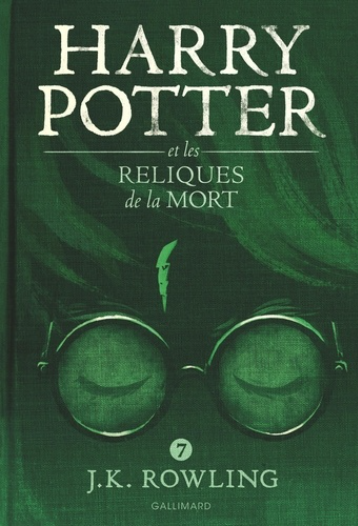 HARRY
POTTER
et les
RELIQUES
de la MORT
7
J.K. ROWLING
GALLIMARD